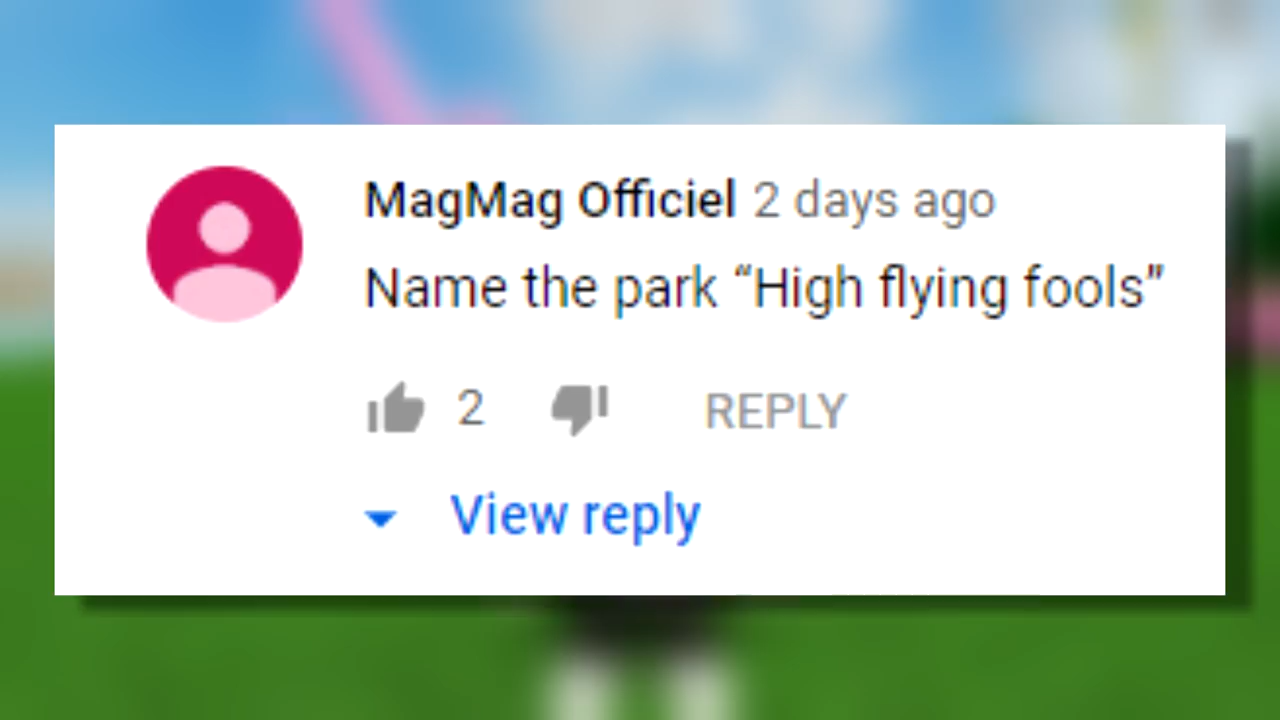 MagMag Officiel 2 days ago
Name the park “High flying fools”
2 REPLY
View reply